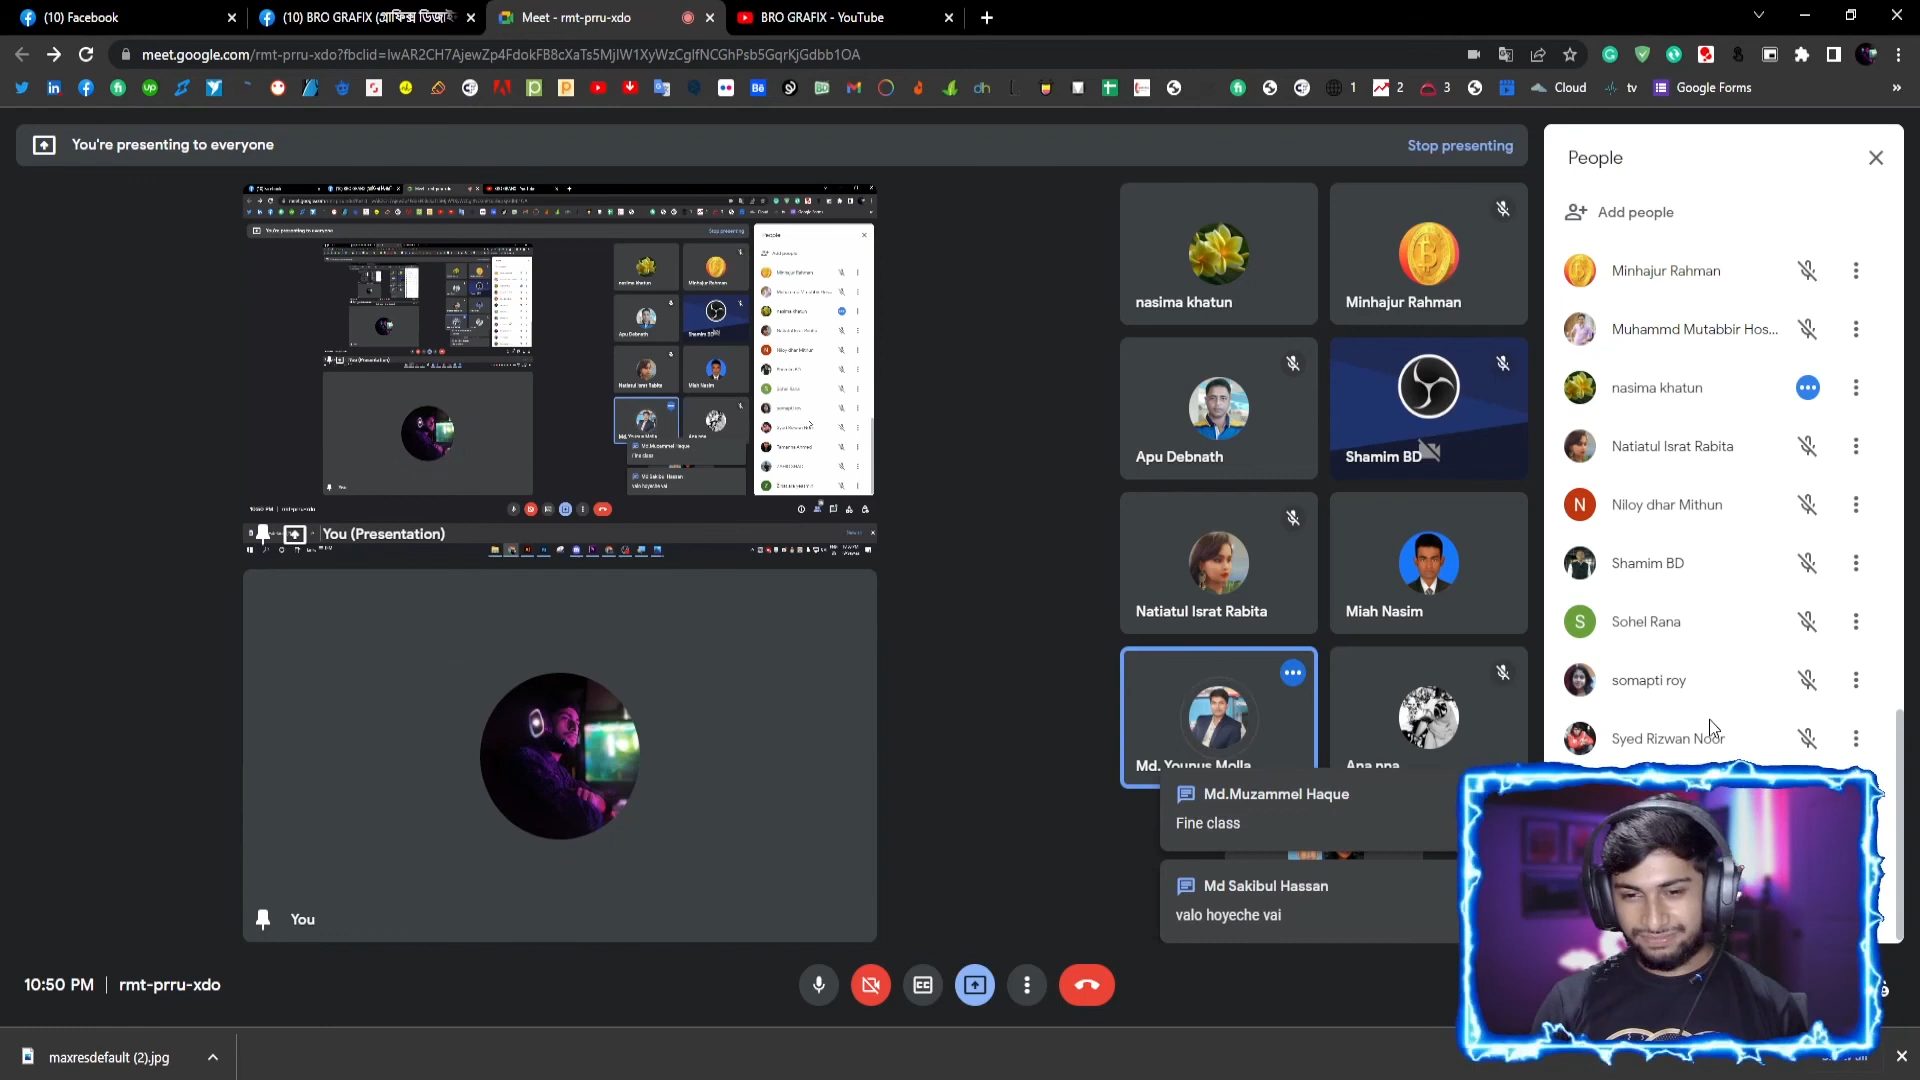 (10) Facebook
(10) BRO GRAFIX (গ্রাফিক্স ডিজাই
Meet - rmt-prru-xdo
BRO GRAFIX - YouTube
meet.google.com/rmt-prru-xdo?fbclid=IwAR2CH7AjewZp4FdokFB8cXaTs5MjlW1XyWzCglfNCGhPsb5GqrKjGdbb1OA
1
2
3
Cloud
tv
Google Forms
»
You're presenting to everyone
Stop presenting
You (Presentation)
You
nasima khatun
Minhajur Rahman
Apu Debnath
Shamim BD
Natiatul Israt Rabita
Miah Nasim
Md. Younus Molla
Ana nna
Md.Muzammel Haque
Fine class
Md Sakibul Hassan
valo hoyeche vai
People
Add people
Minhajur Rahman
Muhammd Mutabbir Hos...
nasima khatun
Natiatul Israt Rabita
N
Niloy dhar Mithun
Shamim BD
S
Sohel Rana
somapti roy
Syed Rizwan Noor
10:50 PM
rmt-prru-xdo
maxresdefault (2).jpg